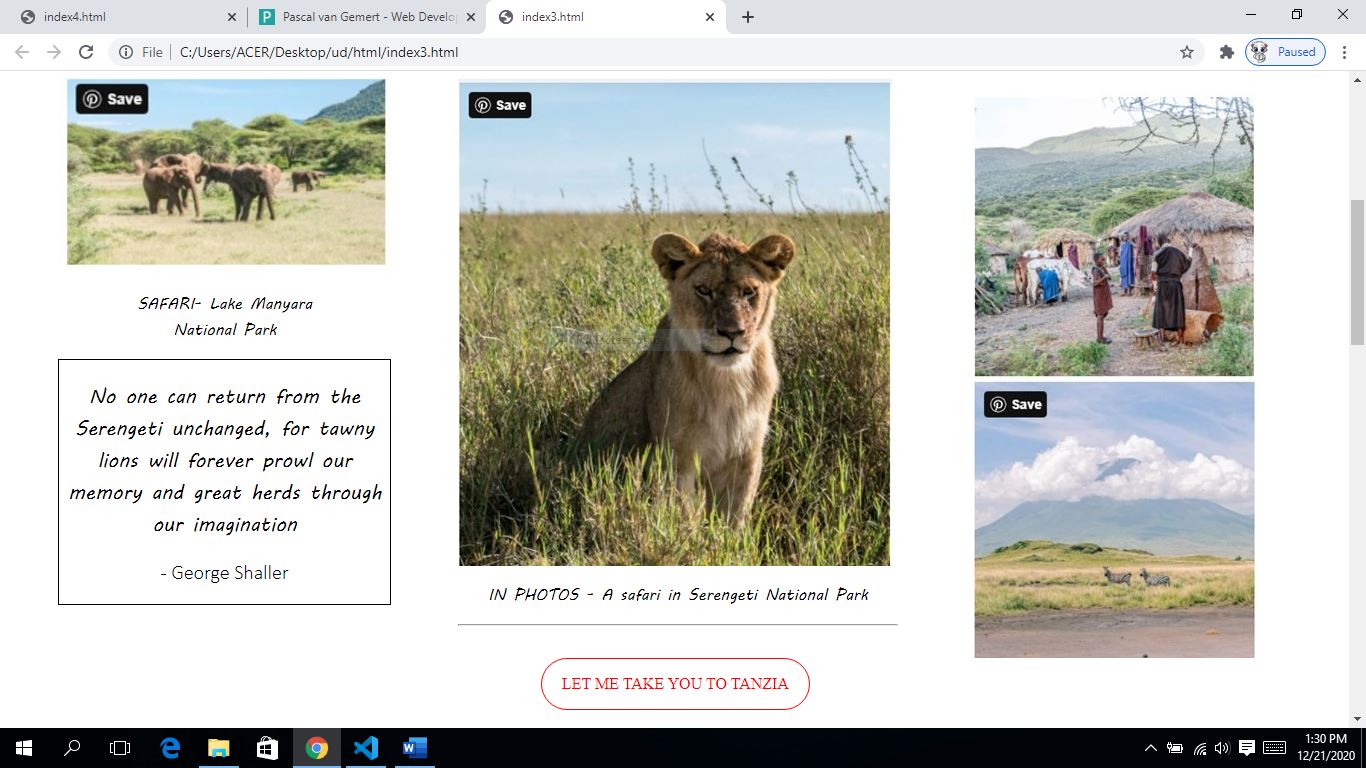 index4.html
Pascal van Gemert - Web Develo
index3.html
File
C:/Users/ACER/Desktop/ud/html/index3.html
Paused
Save
SAFARI- Lake Manyara
National Park
No one can return from the
Serengeti unchanged, for tawny
lions will forever prowl our
memory and great herds through
our imagination
- George Shaller
Save
IN PHOTOS - A safari in Serengeti National Park
LET ME TAKE YOU TO TANZIA
Save
1:30 PM
12/21/2020